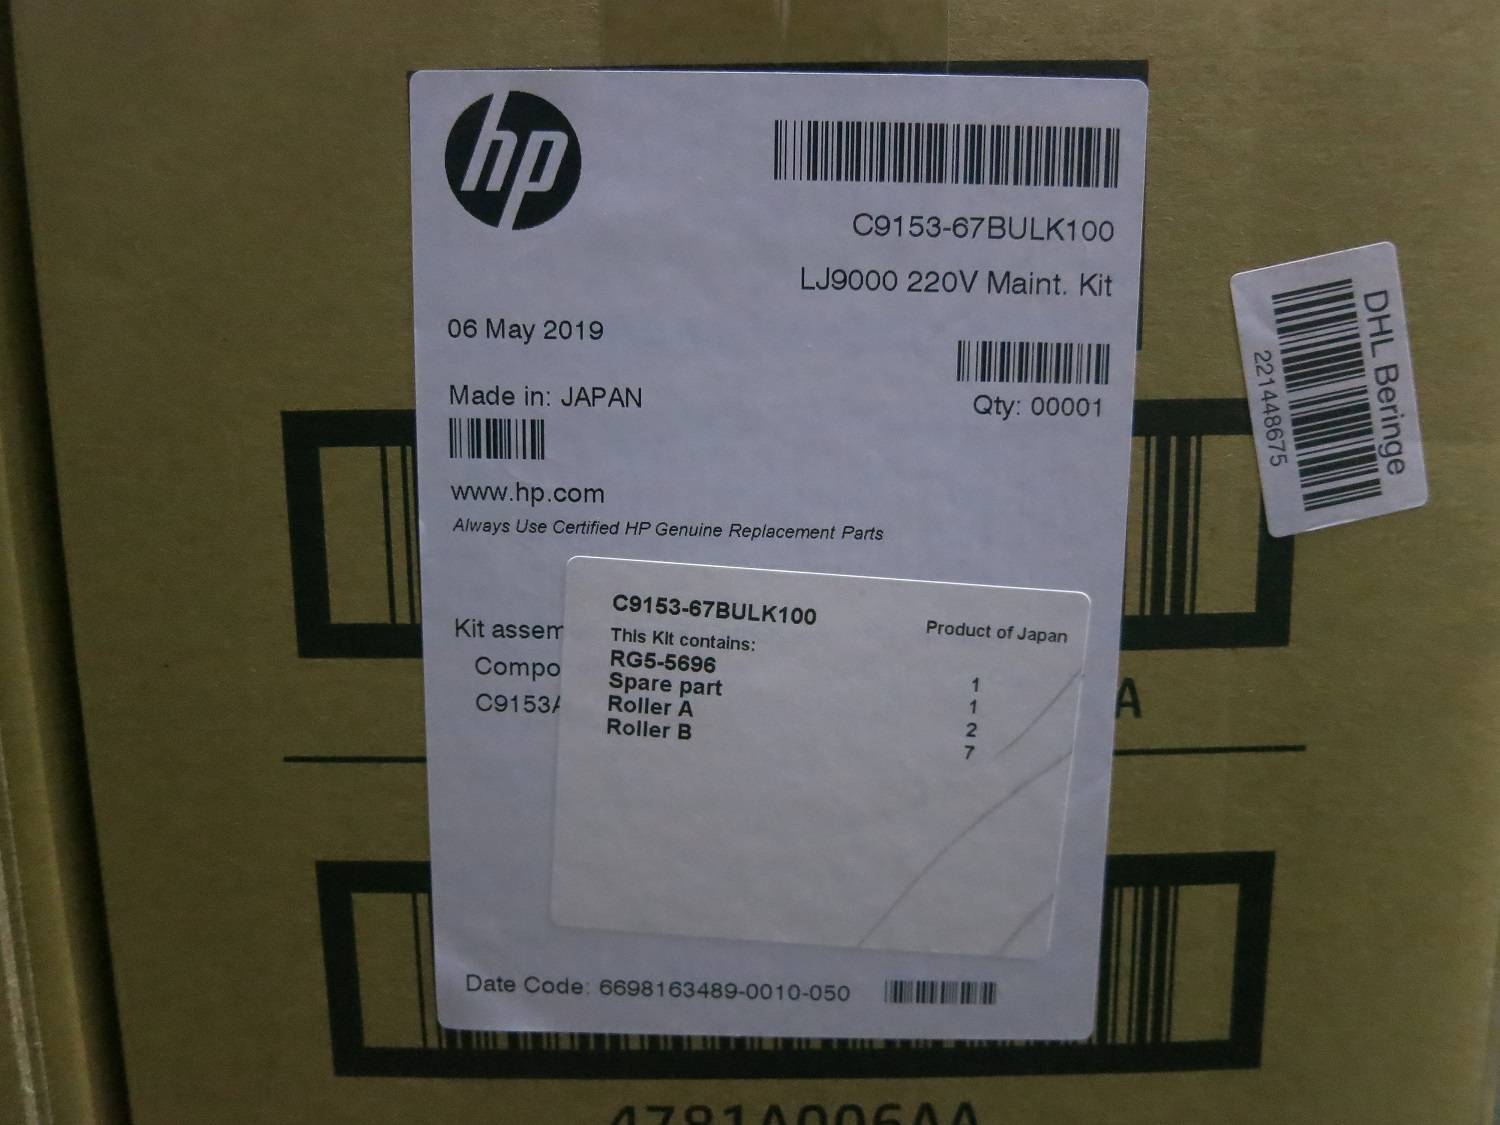 hp
C9153-67BULK100
LJ9000 220V Maint. Kit
06 May 2019
Made in: JAPAN
Qty: 00001
www.hp.com
Always Use Certified HP Genuine Replacement Parts
Kit assem
Compo
C9153A
C9153-67BULK100
Product of Japan
This Kit contains:
RG5-5696 1
Spare part 1
Roller A 2
Roller B 7
Date Code: 6698163489-0010-050
DHL Beringe
221448675
A
4781A006AA